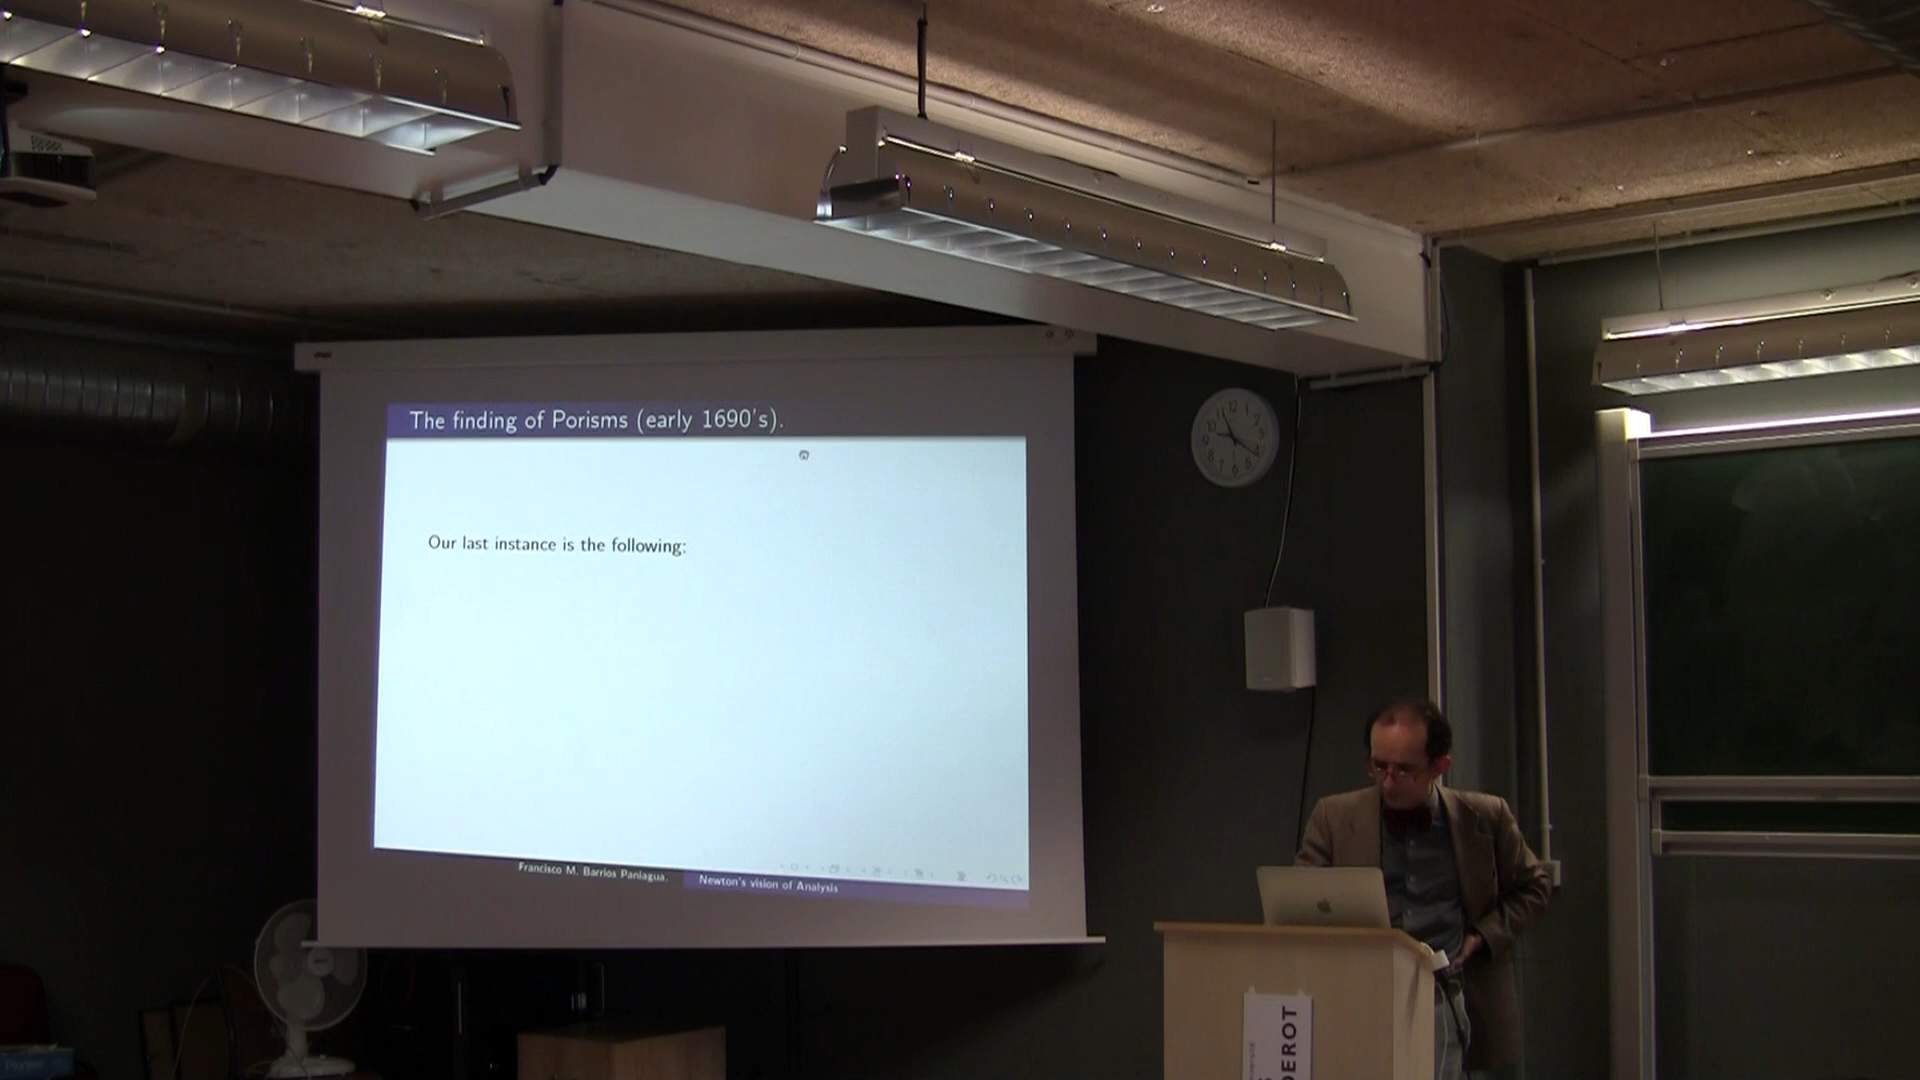 The finding of Porisms (early 1690's).
Our last instance is the following:
Francisco M. Barrios Paniagua.
Newton's vision of Analysis
DEROT